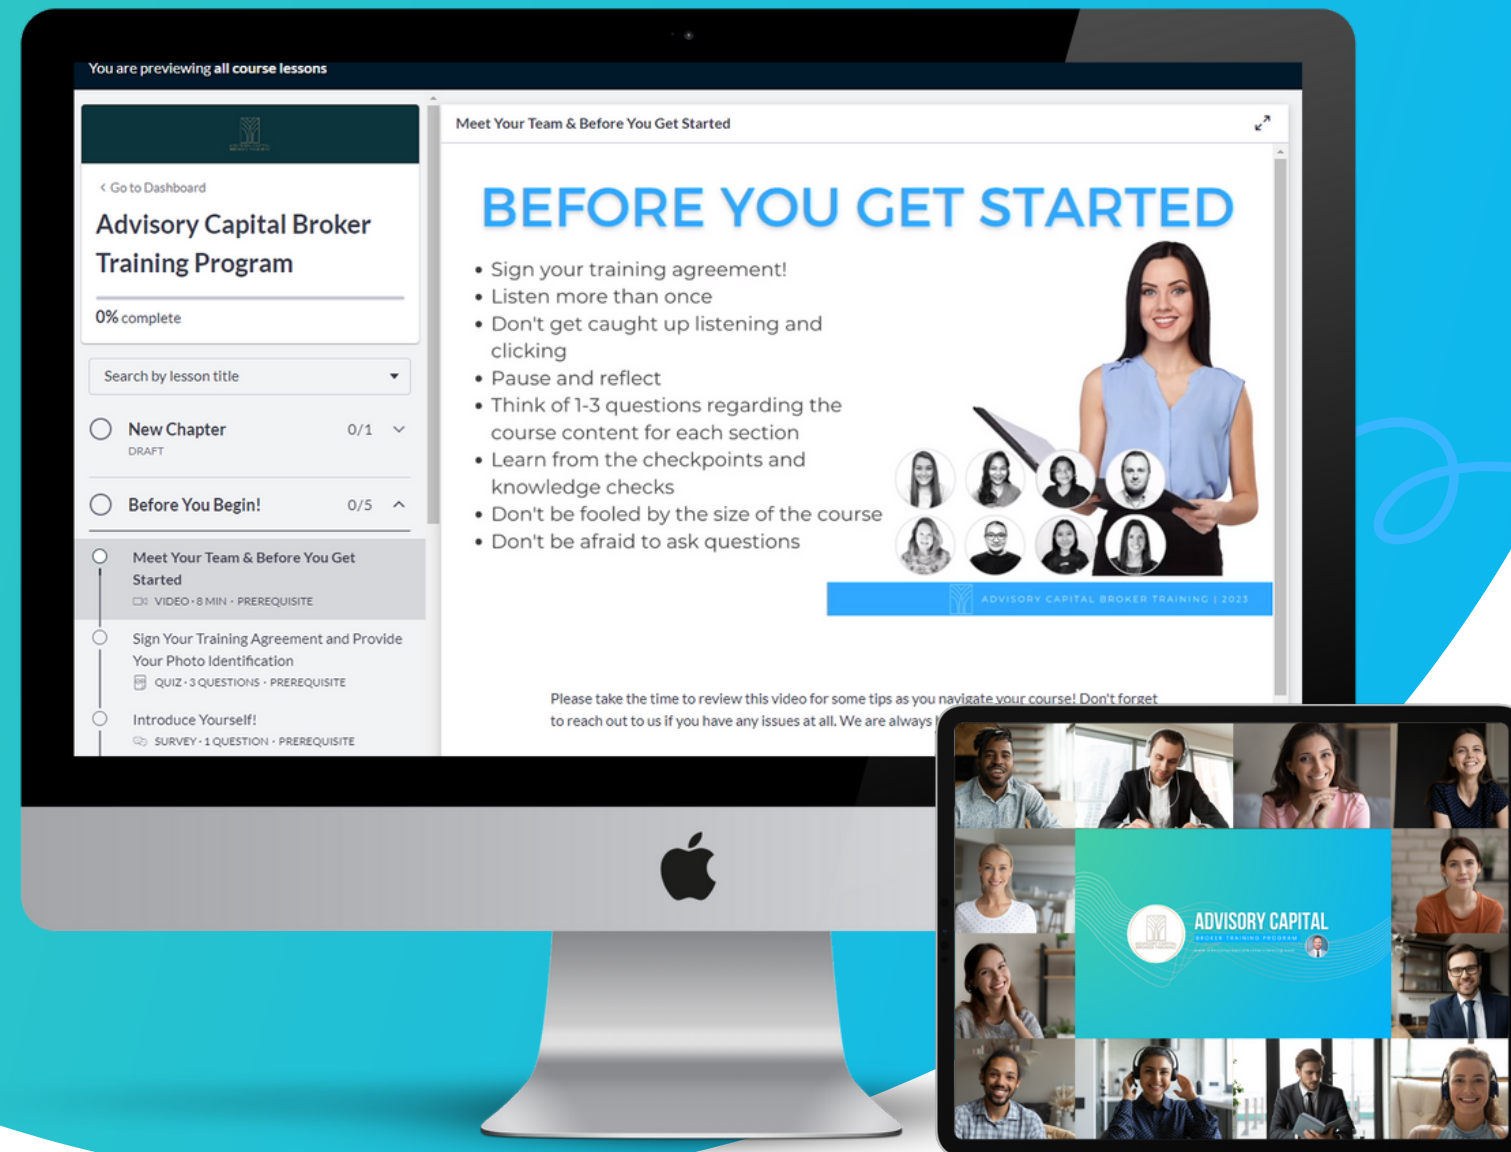 You are previewing all course lessons
< Go to Dashboard
Advisory Capital Broker
Training Program
0% complete
Search by lesson title
New Chapter 0/1
DRAFT
Before You Begin! 0/5
Meet Your Team & Before You Get
Started
VIDEO · 8 MIN · PREREQUISITE
Sign Your Training Agreement and Provide
Your Photo Identification
QUIZ · 3 QUESTIONS · PREREQUISITE
Introduce Yourself!
SURVEY · 1 QUESTION · PREREQUISITE
Meet Your Team & Before You Get Started
BEFORE YOU GET STARTED
• Sign your training agreement!
• Listen more than once
• Don't get caught up listening and
clicking
• Pause and reflect
• Think of 1-3 questions regarding the
course content for each section
• Learn from the checkpoints and
knowledge checks
• Don't be fooled by the size of the course
• Don't be afraid to ask questions
ADVISORY CAPITAL BROKER TRAINING | 2023
Please take the time to review this video for some tips as you navigate your course! Don't forget
to reach out to us if you have any issues at all. We are always
ADVISORY CAPITAL
BROKER TRAINING PROGRAM